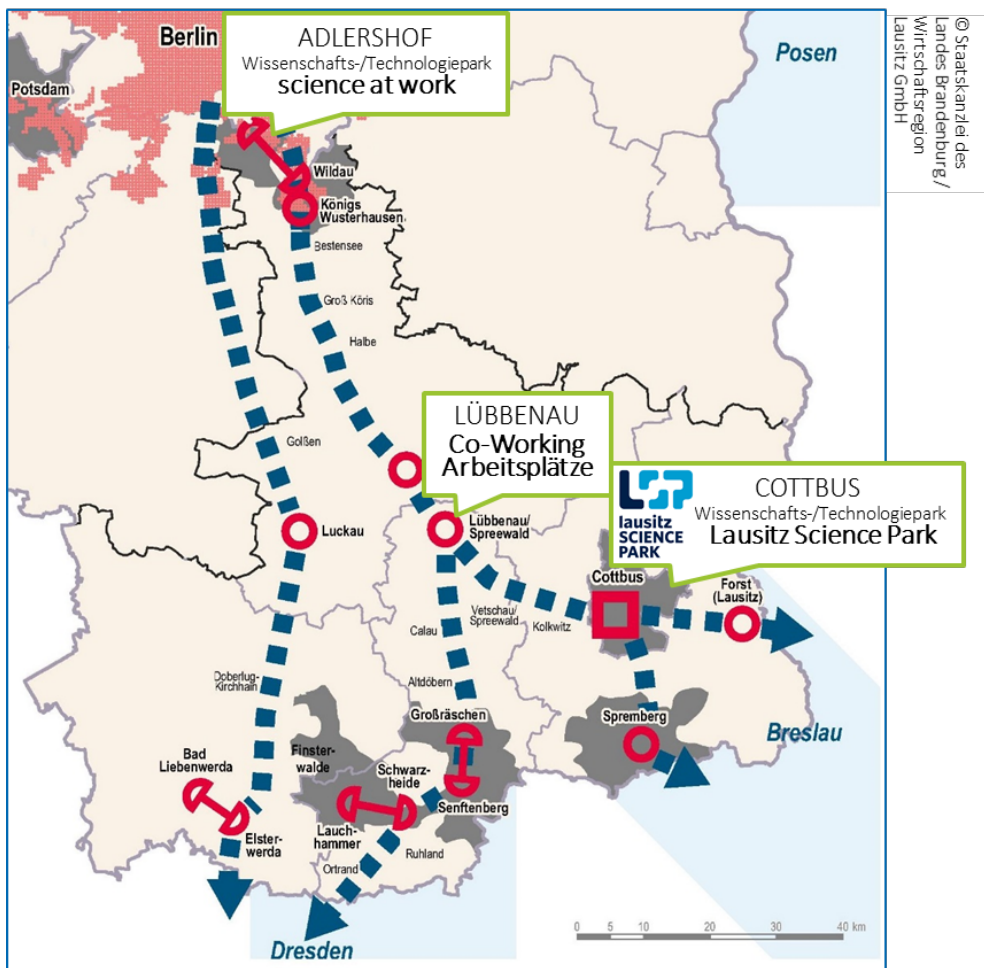 Berlin
Potsdam
ADLERSHOF
Wissenschafts-/Technologiepark
science at work
Posen
© Staatskanzlei des
Landes Brandenburg/
Wirtschaftsregion
Lausitz GmbH
Wildau
Königs
Wusterhausen
Bestensee
Groß Köris
Halbe
LÜBBENAU
Co-Working
Arbeitsplätze
Golßen
lausitz
SCIENCE
PARK
COTTBUS
Wissenschafts-/Technologiepark
Lausitz Science Park
Luckau
Lübbenau/
Spreewald
Cottbus
Forst
(Lausitz)
Vetschau/
Spreewald
Kolkwitz
Calau
Doberlug-
Kirchhain
Altdöbern
Großräschen
Spremberg
Breslau
Bad
Liebenwerda
Finster-
walde
Schwarz-
heide
Senftenberg
Elster-
werda
Lauch-
hammer
Ruhland
Ortrand
Dresden
0 10 20 30 40 km